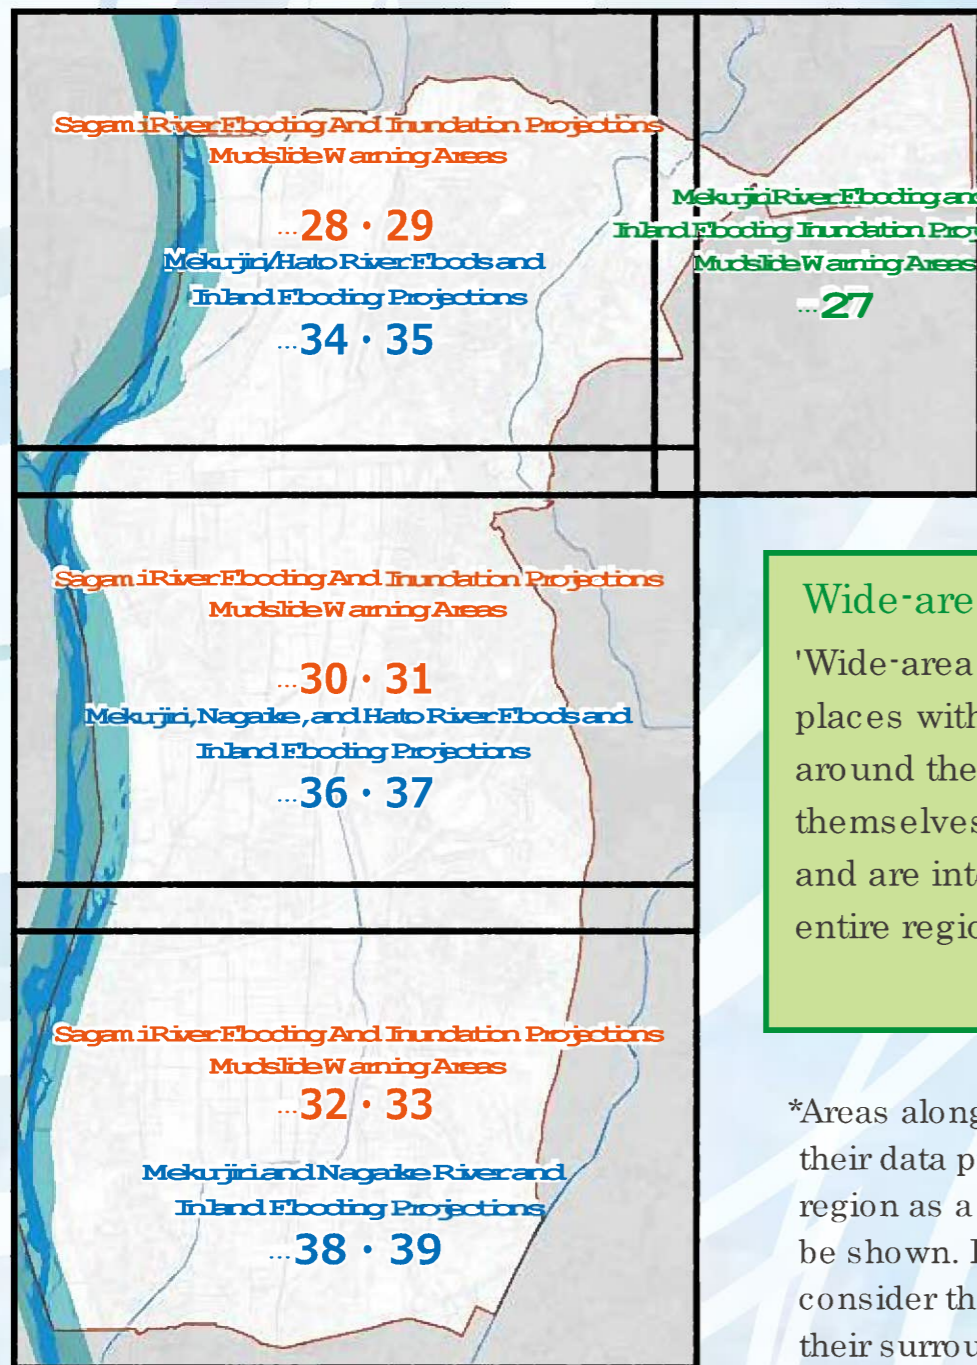 Sagami River Flooding And Inundation Projections
Mudslide Warning Areas
...28・29
Mekujiri/Hato River Floods and
Inland Flooding Projections
...34・35
Mekujiri River Flooding and
Inland Flooding Inundation Proj
Mudslide Warning Areas
...27
Sagami River Flooding And Inundation Projections
Mudslide Warning Areas
...30・31
Mekurjiri, Nagaike, and Hato River Floods and
Inland Flooding Projections
...36・37
Sagami River Flooding And Inundation Projections
Mudslide Warning Areas
...32・33
Mekurjiri and Nagaike River and
Inland Flooding Projections
...38・39
Wide-are
'Wide-area
places with
around the
themselves
and are int
entire regio
*Areas along
their data p
region as a
be shown.
consider th
their surrou